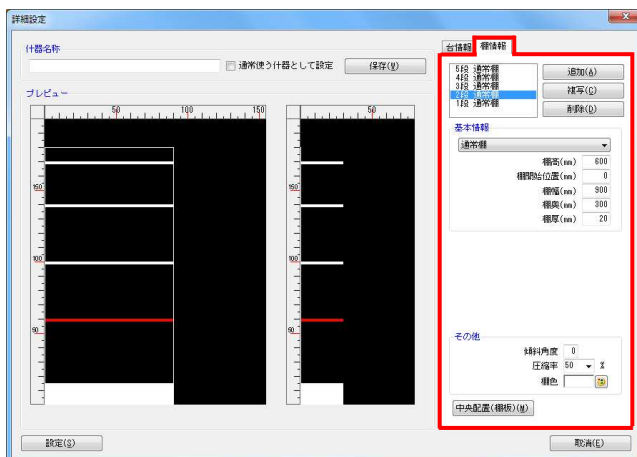 詳細設定
什器名称
通常使う什器として設定
保存(V)
プレビュー
50 100 150
50
150
100
50
150
100
50
台情報 棚情報
5段 通常棚
4段 通常棚
3段 通常棚
2段 通常棚
1段 通常棚
追加(A)
複写(C)
削除(D)
基本情報
通常棚
棚高(mm) 600
棚開始位置(mm) 0
棚幅(mm) 900
棚奥(mm) 300
棚厚(mm) 20
その他
傾斜角度 0
圧縮率 50 %
棚色
中央配置(棚板)(M)
設定(S)
取消(E)